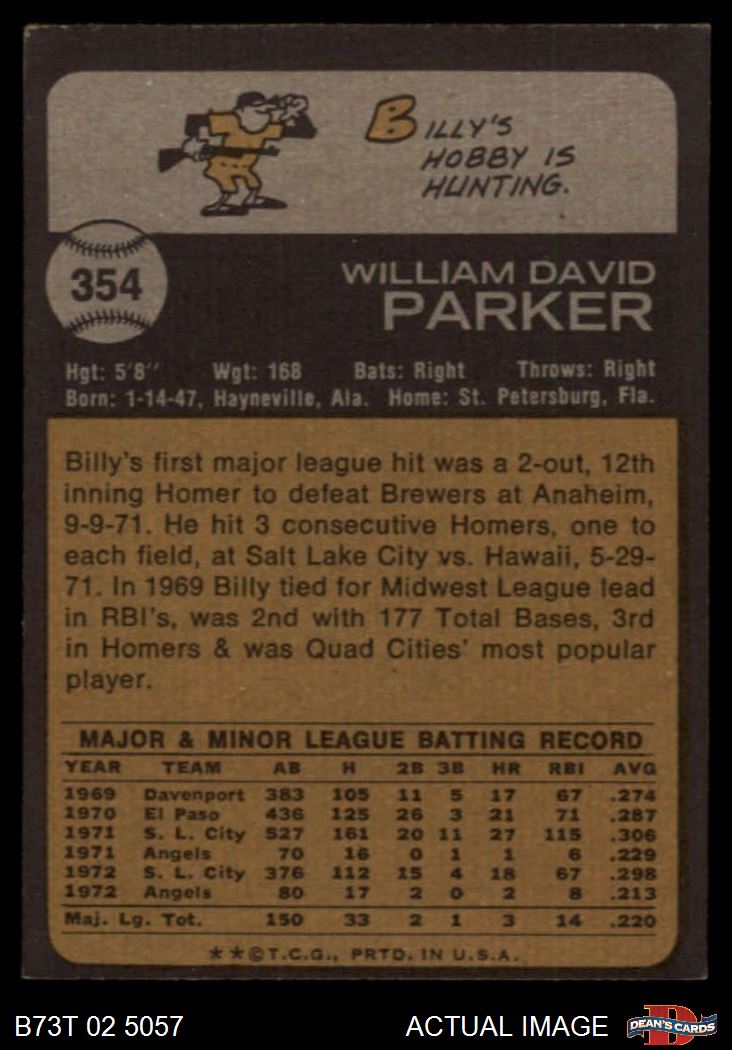 BILLY'S
HOBBY IS
HUNTING.
354
WILLIAM DAVID
PARKER
Hgt: 5'8" Wgt: 168 Bats: Right Throws: Right
Born: 1-14-47, Hayneville, Ala. Home: St. Petersburg, Fla.
Billy's first major league hit was a 2-out, 12th
inning Homer to defeat Brewers at Anaheim,
9-9-71. He hit 3 consecutive Homers, one to
each field, at Salt Lake City vs. Hawaii, 5-29-
71. In 1969 Billy tied for Midwest League lead
in RBI's, was 2nd with 177 Total Bases, 3rd
in Homers & was Quad Cities' most popular
player.
MAJOR & MINOR LEAGUE BATTING RECORD
YEAR TEAM AB H 2B 3B HR RBI AVG
1969 Davenport 383 105 11 5 17 67 .274
1970 El Paso 436 125 26 3 21 71 .287
1971 S. L. City 527 161 20 11 27 115 .306
1971 Angels 70 16 0 1 1 6 .229
1972 S. L. City 376 112 15 4 18 67 .298
1972 Angels 80 17 2 0 2 8 .213
Maj. Lg. Tot. 150 33 2 1 3 14 .220
**©T.C.G., PRTD. IN U.S.A.
B73T 02 5057 ACTUAL IMAGE D DEAN'S CARDS